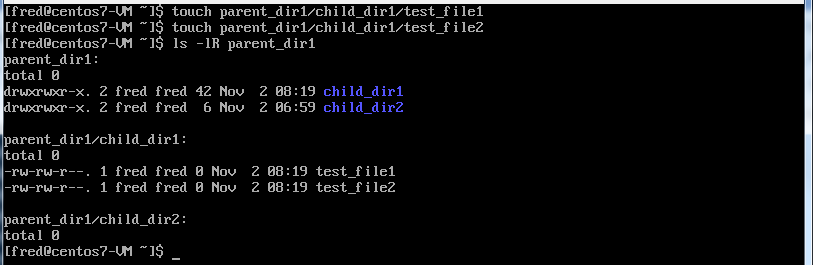 [fred@centos7-VM ~]$ touch parent_dir1/child_dir1/test_file1
[fred@centos7-VM ~]$ touch parent_dir1/child_dir1/test_file2
[fred@centos7-VM ~]$ ls -lR parent_dir1
parent_dir1:
total 0
drwxrwxr-x. 2 fred fred 42 Nov  2 08:19 child_dir1
drwxrwxr-x. 2 fred fred  6 Nov  2 06:59 child_dir2

parent_dir1/child_dir1:
total 0
-rw-rw-r--. 1 fred fred 0 Nov  2 08:19 test_file1
-rw-rw-r--. 1 fred fred 0 Nov  2 08:19 test_file2

parent_dir1/child_dir2:
total 0
[fred@centos7-VM ~]$ _